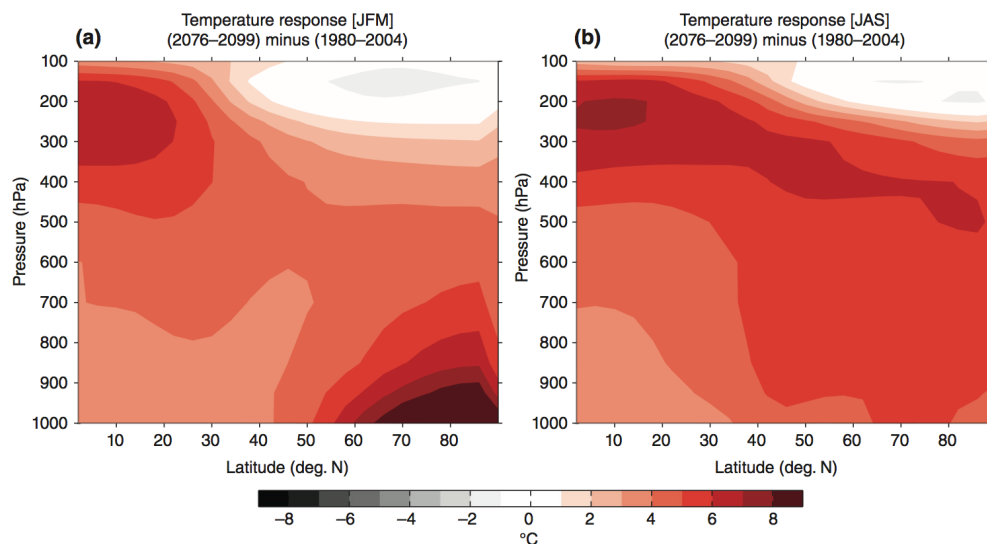 Temperature response [JFM]
(2076–2099) minus (1980–2004)
(a)
100
200
300
400
500
600
700
800
900
1000
Pressure (hPa)
10 20 30 40 50 60 70 80
Latitude (deg. N)
Temperature response [JAS]
(2076–2099) minus (1980–2004)
(b)
100
200
300
400
500
600
700
800
900
1000
Pressure (hPa)
10 20 30 40 50 60 70 80
Latitude (deg. N)
–8 –6 –4 –2 0 2 4 6 8
°C